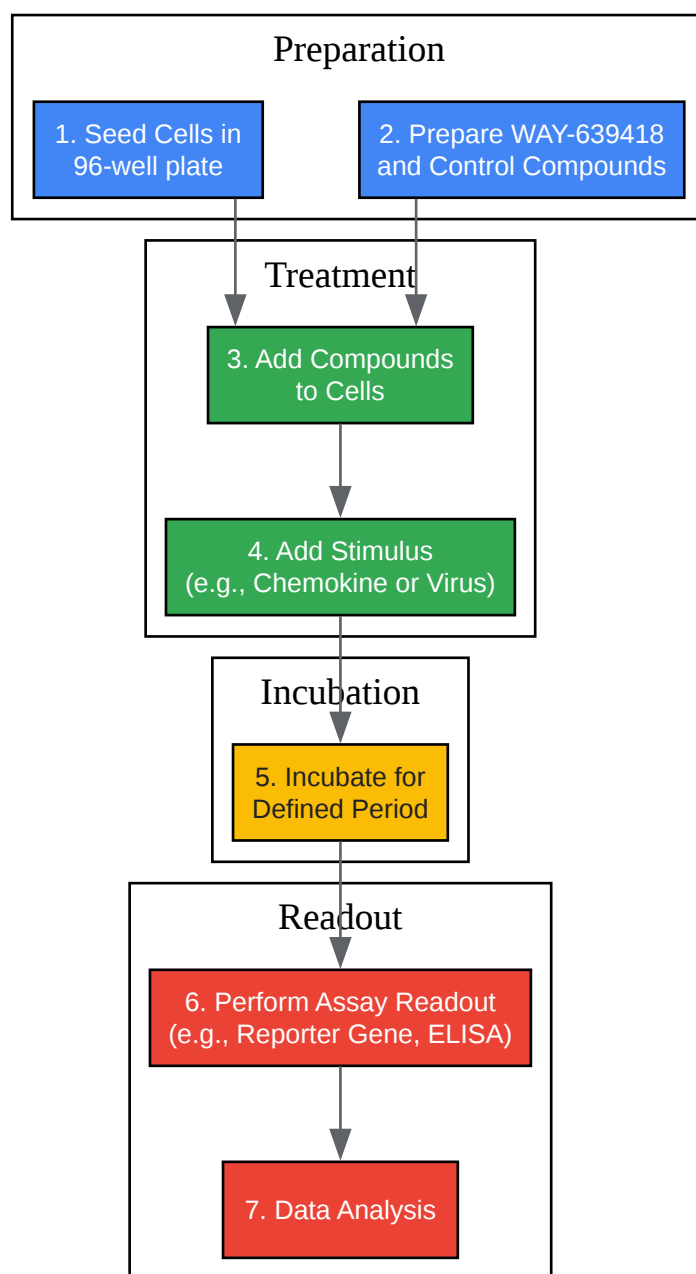 Preparation
1. Seed Cells in
96-well plate
2. Prepare WAY-639418
and Control Compounds
Treatment
3. Add Compounds
to Cells
4. Add Stimulus
(e.g., Chemokine or Virus)
Incubation
5. Incubate for
Defined Period
Readout
6. Perform Assay Readout
(e.g., Reporter Gene, ELISA)
7. Data Analysis